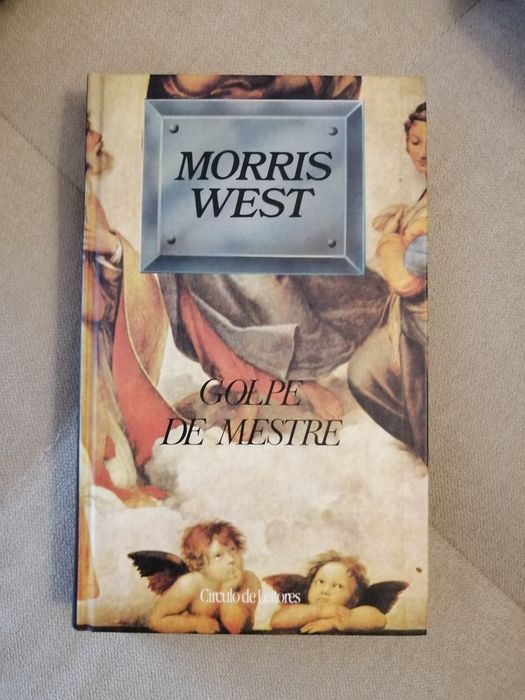 MORRIS
WEST
GOLPE
DE MESTRE
Círculo de Leitores